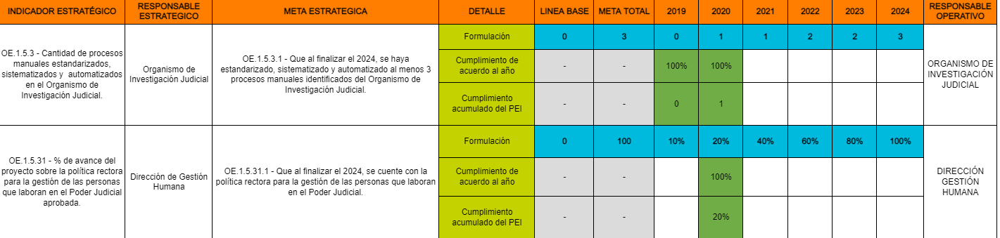 INDICADOR ESTRATÉGICO
RESPONSABLE
ESTRATEGICO
META ESTRATEGICA
DETALLE
LINEA BASE
META TOTAL
2019
2020
2021
2022
2023
2024
RESPONSABLE
OPERATIVO
OE.1.5.3 - Cantidad de procesos
manuales estandarizados,
sistematizados y automatizados
en el Organismo de
Investigación Judicial.
Organismo de
Investigación Judicial
OE.1.5.3.1 - Que al finalizar el 2024, se haya
estandarizado, sistematizado y automatizado al menos 3
procesos manuales identificados del Organismo de
Investigación Judicial.
Formulación
0
3
0
1
1
2
2
3
Cumplimiento de
acuerdo al año
-
-
100%
100%
Cumplimiento
acumulado del PEI
-
-
0
1
ORGANISMO DE
INVESTIGACIÓN
JUDICIAL
OE.1.5.31 - % de avance del
proyecto sobre la política rectora
para la gestión de las personas
que laboran en el Poder Judicial
aprobada.
Dirección de Gestión
Humana
OE.1.5.31.1 - Que al finalizar el 2024, se cuente con la
política rectora para la gestión de las personas que laboran
en el Poder Judicial.
Formulación
0
100
10%
20%
40%
60%
80%
100%
Cumplimiento de
acuerdo al año
-
-
100%
Cumplimiento
acumulado del PEI
-
-
20%
DIRECCIÓN
GESTIÓN
HUMANA